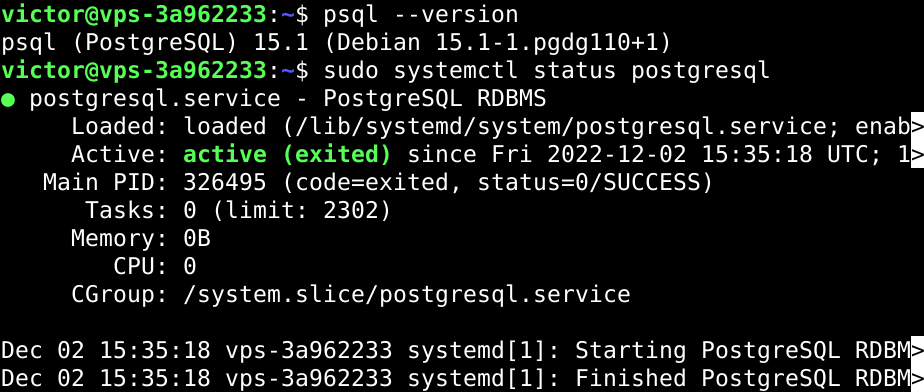 victor@vps-3a962233:~$ psql --version
psql (PostgreSQL) 15.1 (Debian 15.1-1.pgdg110+1)
victor@vps-3a962233:~$ sudo systemctl status postgresql
● postgresql.service - PostgreSQL RDBMS
     Loaded: loaded (/lib/systemd/system/postgresql.service; enab>
     Active: active (exited) since Fri 2022-12-02 15:35:18 UTC; 1>
   Main PID: 326495 (code=exited, status=0/SUCCESS)
      Tasks: 0 (limit: 2302)
     Memory: 0B
        CPU: 0
     CGroup: /system.slice/postgresql.service

Dec 02 15:35:18 vps-3a962233 systemd[1]: Starting PostgreSQL RDBM>
Dec 02 15:35:18 vps-3a962233 systemd[1]: Finished PostgreSQL RDBM>